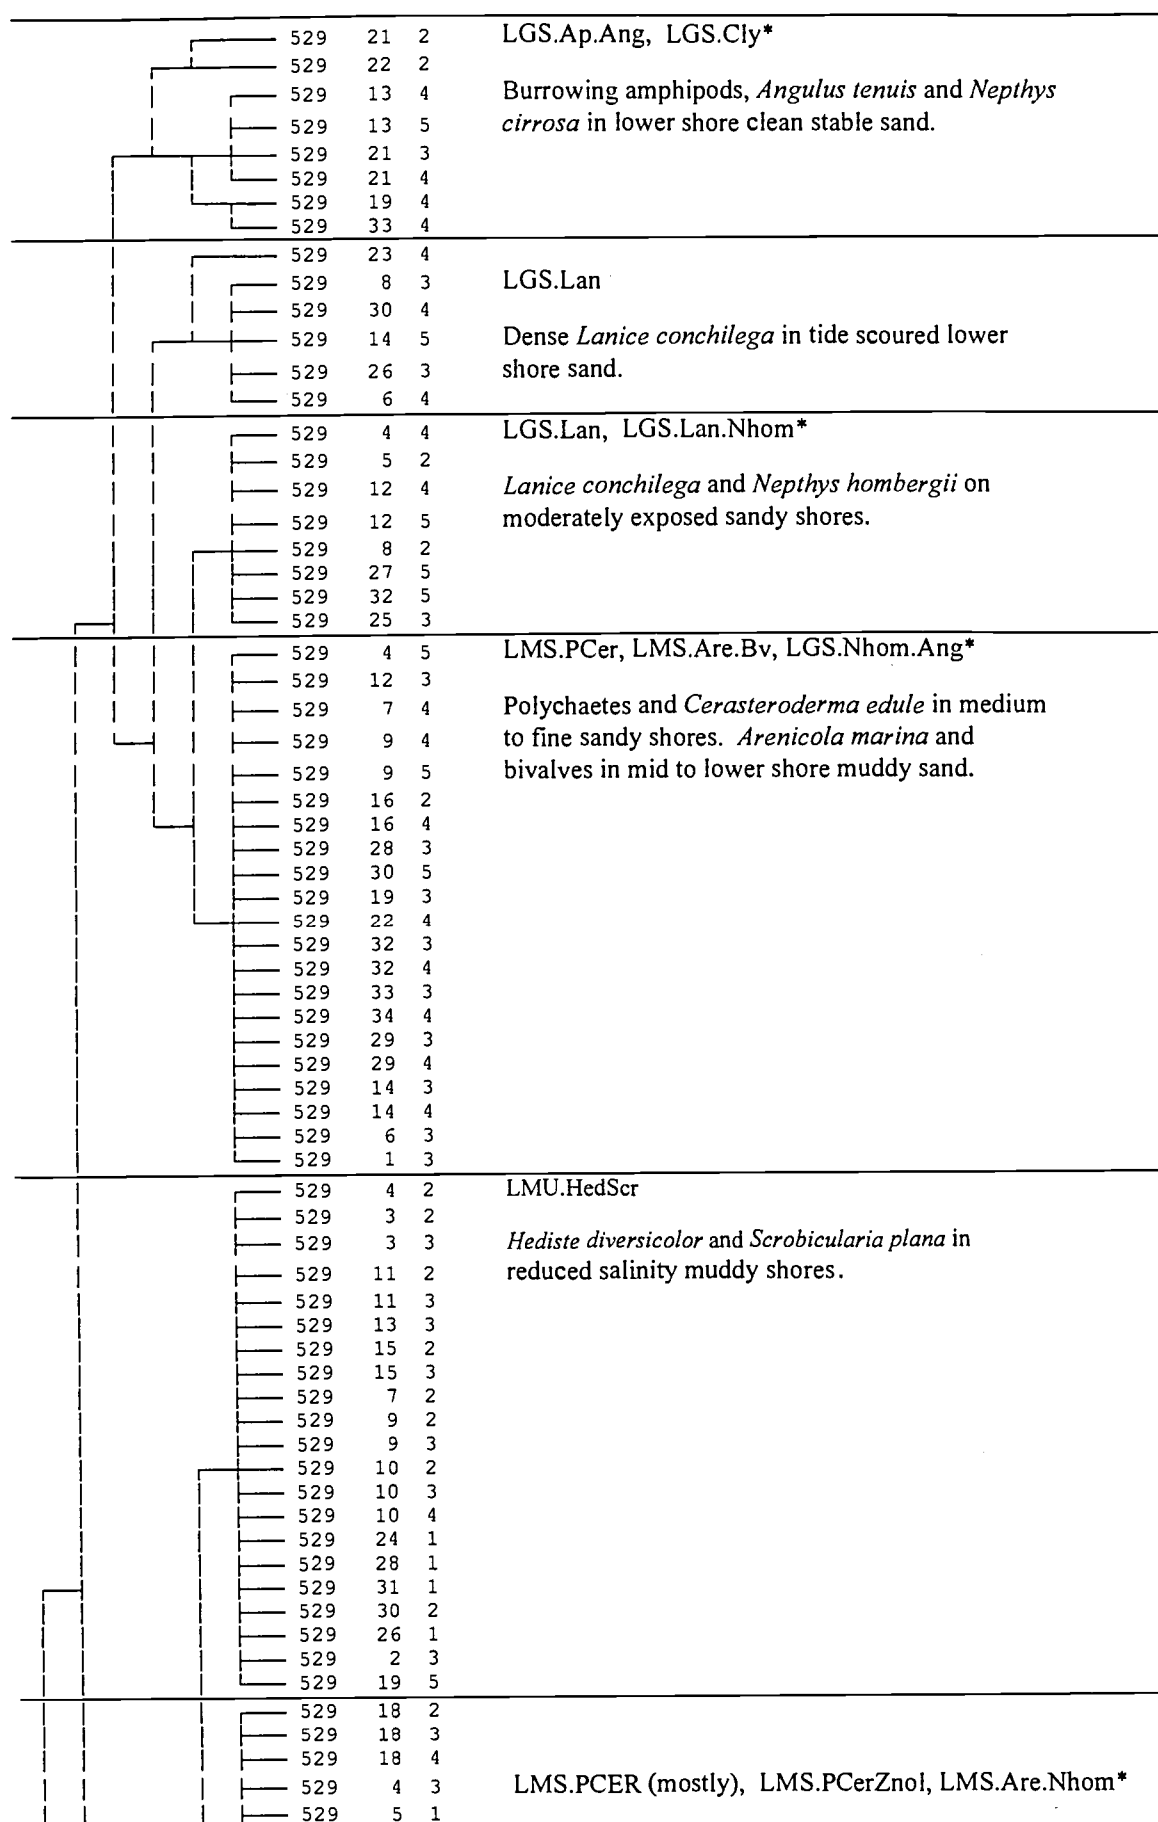 529 21 2 LGS.Ap.Ang, LGS.Cly*
529 22 2
529 13 4 Burrowing amphipods, Angulus tenuis and Nepthys
529 13 5 cirrosa in lower shore clean stable sand.
529 21 3
529 21 4
529 19 4
529 33 4
529 23 4
529 8 3 LGS.Lan
529 30 4
529 14 5 Dense Lanice conchilega in tide scoured lower
529 26 3 shore sand.
529 6 4
529 4 4 LGS.Lan, LGS.Lan.Nhom*
529 5 2
529 12 4 Lanice conchilega and Nepthys hombergii on
529 12 5 moderately exposed sandy shores.
529 8 2
529 27 5
529 32 5
529 25 3
529 4 5 LMS.PCer, LMS.Are.Bv, LGS.Nhom.Ang*
529 12 3
529 7 4 Polychaetes and Cerasteroderma edule in medium
529 9 4 to fine sandy shores. Arenicola marina and
529 9 5 bivalves in mid to lower shore muddy sand.
529 16 2
529 16 4
529 28 3
529 30 5
529 19 3
529 22 4
529 32 3
529 32 4
529 33 3
529 34 4
529 29 3
529 29 4
529 14 3
529 14 4
529 6 3
529 1 3
529 4 2 LMU.HedScr
529 3 2
529 3 3 Hediste diversicolor and Scrobicularia plana in
529 11 2 reduced salinity muddy shores.
529 11 3
529 13 3
529 15 2
529 15 3
529 7 2
529 9 2
529 9 3
529 10 2
529 10 3
529 10 4
529 24 1
529 28 1
529 31 1
529 30 2
529 26 1
529 2 3
529 19 5
529 18 2
529 18 3
529 18 4
529 4 3 LMS.PCER (mostly), LMS.PCerZnol, LMS.Are.Nhom*
529 5 1